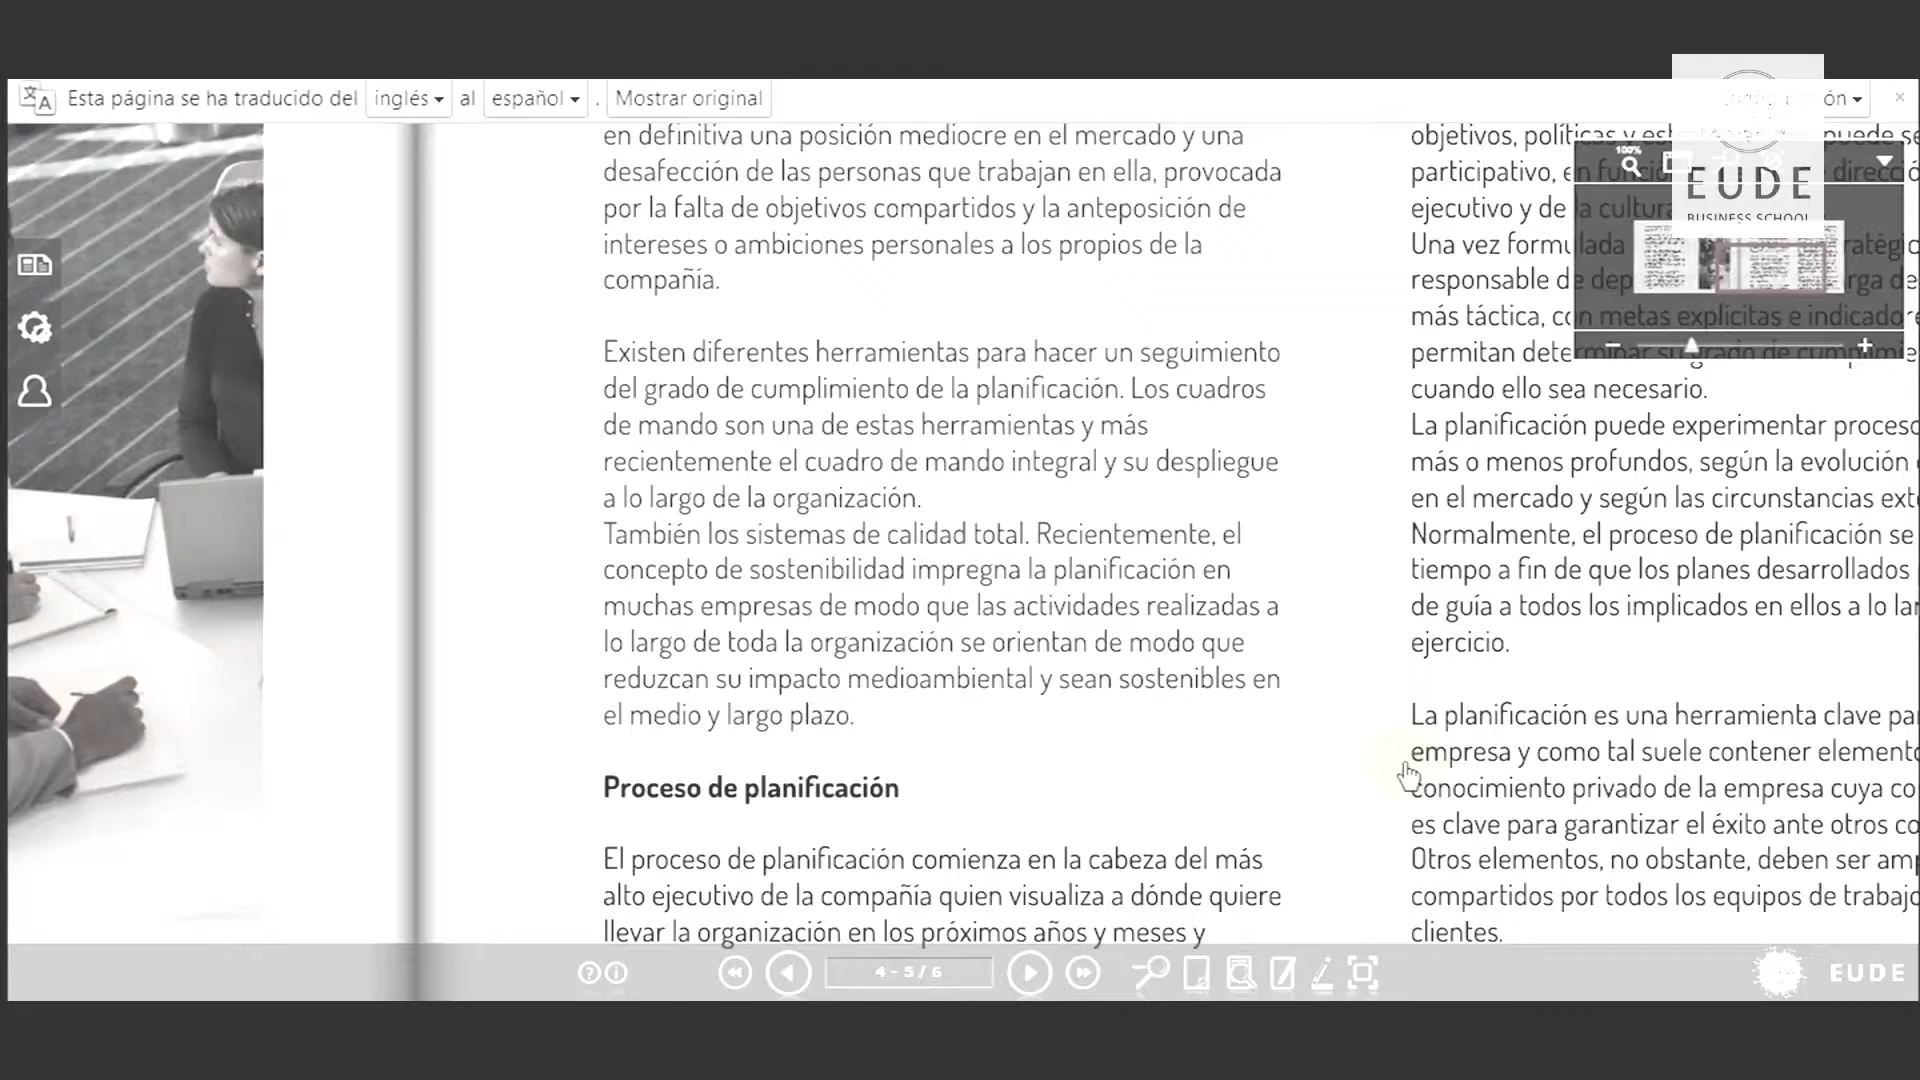 Esta página se ha traducido del inglés al español . Mostrar original
en definitiva una posición mediocre en el mercado y una
desafección de las personas que trabajan en ella, provocada
por la falta de objetivos compartidos y la anteposición de
intereses o ambiciones personales a los propios de la
compañía.
Existen diferentes herramientas para hacer un seguimiento
del grado de cumplimiento de la planificación. Los cuadros
de mando son una de estas herramientas y más
recientemente el cuadro de mando integral y su despliegue
a lo largo de la organización.
También los sistemas de calidad total. Recientemente, el
concepto de sostenibilidad impregna la planificación en
muchas empresas de modo que las actividades realizadas a
lo largo de toda la organización se orientan de modo que
reduzcan su impacto medioambiental y sean sostenibles en
el medio y largo plazo.
Proceso de planificación
El proceso de planificación comienza en la cabeza del más
alto ejecutivo de la compañía quien visualiza a dónde quiere
llevar la organización en los próximos años y meses y
objetivos, políticas y
participativo,
ejecutivo y de la cultura
Una vez formulada
responsable de
más táctica, con metas explícitas e
permitan determinar su grado de
cuando ello sea necesario.
La planificación puede experimentar
más o menos profundos, según la evolución
en el mercado y según las circunstancias
Normalmente, el proceso de planificación se
tiempo a fin de que los planes desarrollados
de guía a todos los implicados en ellos a lo
ejercicio.
La planificación es una herramienta clave
empresa y como tal suele contener
conocimiento privado de la empresa cuya
es clave para garantizar el éxito ante otros
Otros elementos, no obstante, deben ser
compartidos por todos los equipos de
clientes.
100%
EUDE
BUSINESS SCHOOL
4 - 5 / 6
EUDE